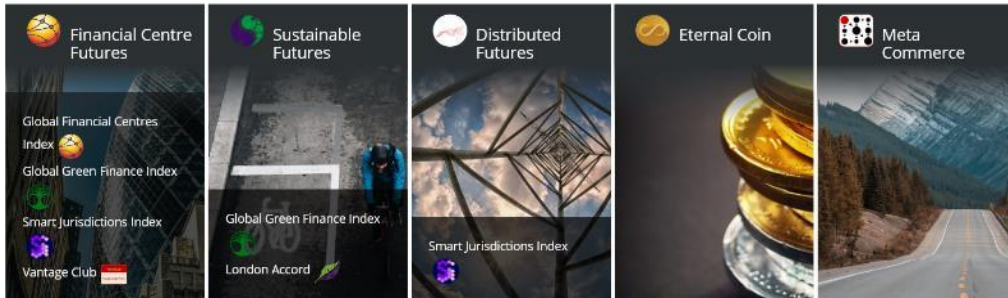 Financial Centre
Futures
Global Financial Centres
Index
Global Green Finance Index
Smart Jurisdictions Index
Vantage Club
Sustainable
Futures
Global Green Finance Index
London Accord
Distributed
Futures
Smart Jurisdictions Index
Eternal Coin
Meta
Commerce